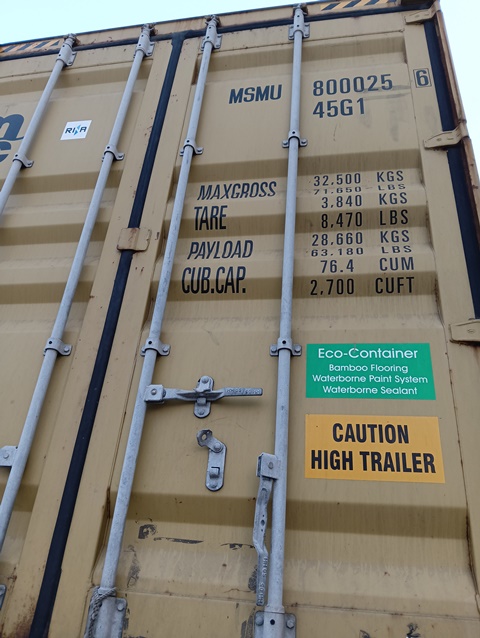 MSMU 800025 6
45G1
RINA
MAXGROSS 32.500 KGS
71.650 LBS
TARE 3.840 KGS
8.470 LBS
PAYLOAD 28.660 KGS
63.180 LBS
CUB.CAP. 76.4 CUM
2.700 CUFT
Eco-Container
Bamboo Flooring
Waterborne Paint System
Waterborne Sealant
CAUTION
HIGH TRAILER